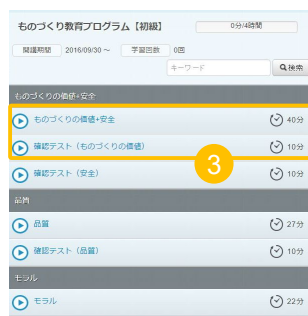 ものづくり教育プログラム【初級】 0分/4時間
開講期間 2016/09/30 ～ 学習回数 0回
キーワード 検索
ものづくりの価値+安全
ものづくりの価値+安全 40分
確認テスト（ものづくりの価値） 10分
3
確認テスト（安全） 10分
品質
品質 27分
確認テスト（品質） 10分
モラル
モラル 22分